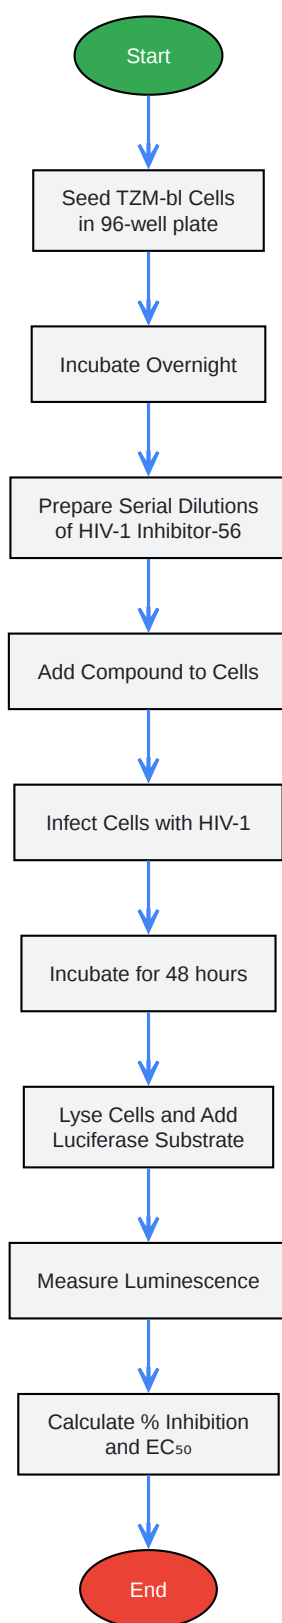 Start
Seed TZM-bl Cells
in 96-well plate
Incubate Overnight
Prepare Serial Dilutions
of HIV-1 Inhibitor-56
Add Compound to Cells
Infect Cells with HIV-1
Incubate for 48 hours
Lyse Cells and Add
Luciferase Substrate
Measure Luminescence
Calculate % Inhibition
and EC₅₀
End